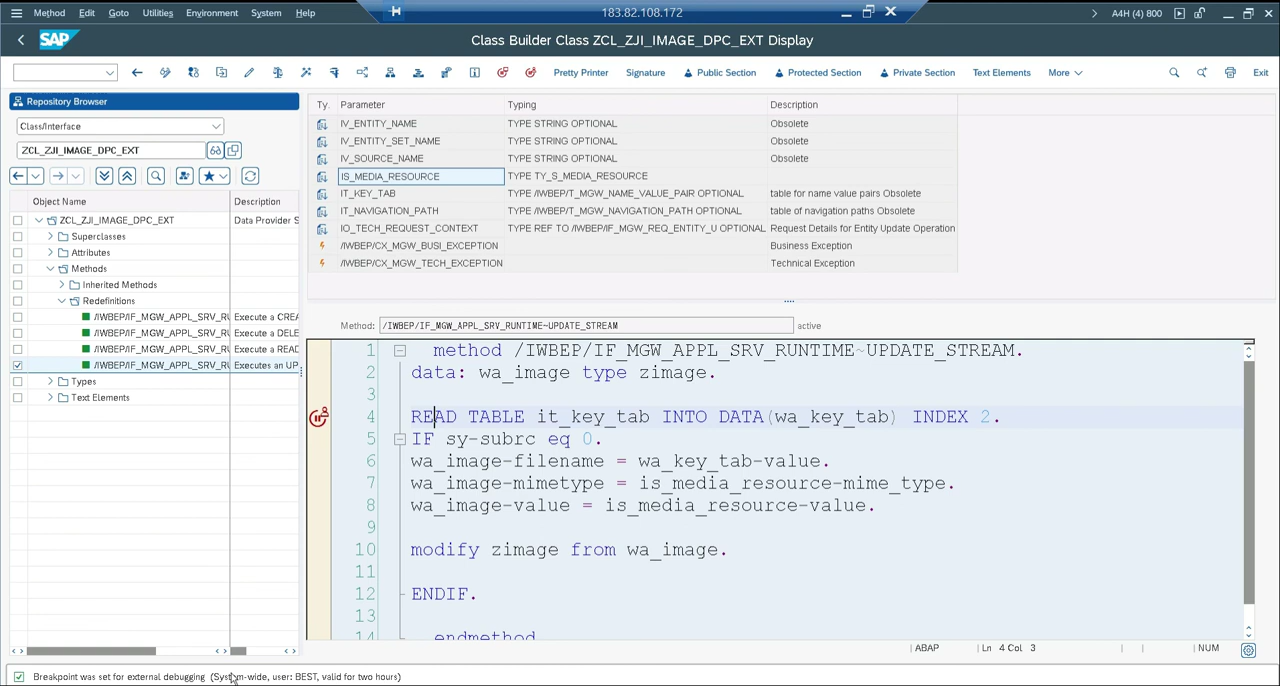 Method Edit Goto Utilities Environment System Help
183.82.108.172
A4H (4) 800
SAP
Class Builder Class ZCL_ZJI_IMAGE_DPC_EXT Display
Pretty Printer Signature Public Section Protected Section Private Section Text Elements More Exit
Repository Browser
Class/Interface
ZCL_ZJI_IMAGE_DPC_EXT
Object Name Description
ZCL_ZJI_IMAGE_DPC_EXT Data Provider S
Superclasses
Attributes
Methods
Inherited Methods
Redefinitions
/IWBEP/IF_MGW_APPL_SRV_RU Execute a CREA
/IWBEP/IF_MGW_APPL_SRV_RU Execute a DELE
/IWBEP/IF_MGW_APPL_SRV_RU Execute a READ
/IWBEP/IF_MGW_APPL_SRV_RU Executes an UP
Types
Text Elements
Ty. Parameter Typing Description
IV_ENTITY_NAME TYPE STRING OPTIONAL Obsolete
IV_ENTITY_SET_NAME TYPE STRING OPTIONAL Obsolete
IV_SOURCE_NAME TYPE STRING OPTIONAL Obsolete
IS_MEDIA_RESOURCE TYPE TY_S_MEDIA_RESOURCE
IT_KEY_TAB TYPE /IWBEP/T_MGW_NAME_VALUE_PAIR OPTIONAL table for name value pairs Obsolete
IT_NAVIGATION_PATH TYPE /IWBEP/T_MGW_NAVIGATION_PATH OPTIONAL table of navigation paths Obsolete
IO_TECH_REQUEST_CONTEXT TYPE REF TO /IWBEP/IF_MGW_REQ_ENTITY_U OPTIONAL Request Details for Entity Update Operation
/IWBEP/CX_MGW_BUSI_EXCEPTION Business Exception
/IWBEP/CX_MGW_TECH_EXCEPTION Technical Exception
Method: /IWBEP/IF_MGW_APPL_SRV_RUNTIME~UPDATE_STREAM active
1 method /IWBEP/IF_MGW_APPL_SRV_RUNTIME~UPDATE_STREAM.
2 data: wa_image type zimage.
3
4 READ TABLE it_key_tab INTO DATA(wa_key_tab) INDEX 2.
5 IF sy-subrc eq 0.
6 wa_image-filename = wa_key_tab-value.
7 wa_image-mimetype = is_media_resource-mime_type.
8 wa_image-value = is_media_resource-value.
9
10 modify zimage from wa_image.
11
12 ENDIF.
13
14 endmethod
ABAP Ln 4 Col 3 NUM
Breakpoint was set for external debugging (System-wide, user: BEST, valid for two hours)